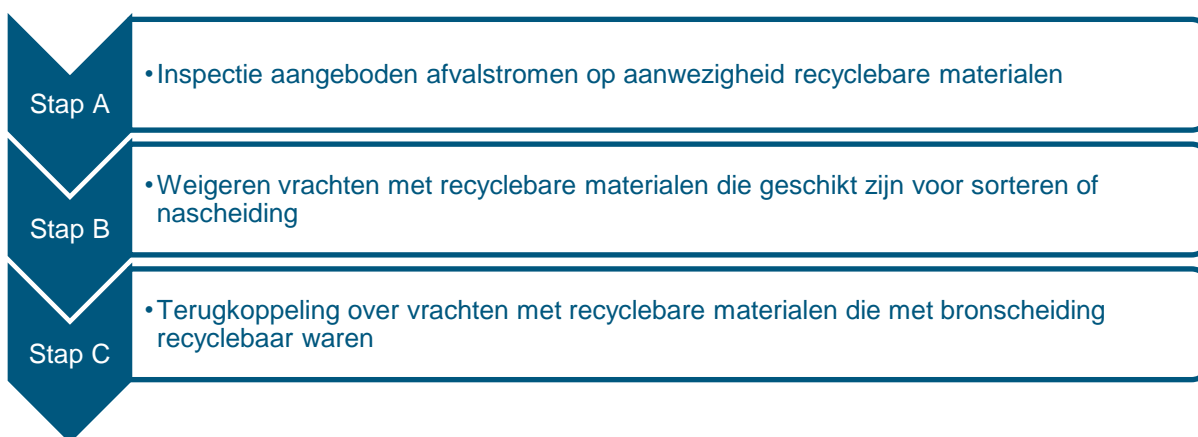 Stap A
•Inspectie aangeboden afvalstromen op aanwezigheid recyclebare materialen
Stap B
•Weigeren vrachten met recyclebare materialen die geschikt zijn voor sorteren of
nascheiding
Stap C
•Terugkoppeling over vrachten met recyclebare materialen die met bronscheiding
recyclebaar waren